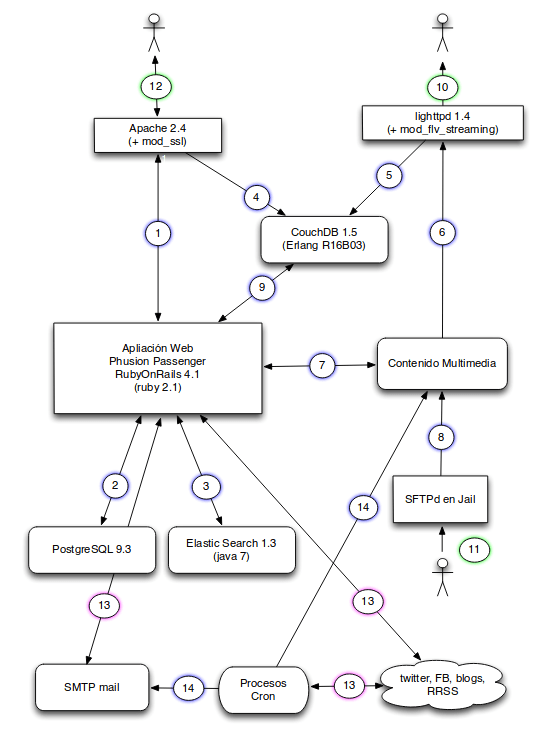 12
10
Apache 2.4
(+ mod_ssl)
lighttpd 1.4
(+ mod_flv_streaming)
5
4
1
6
CouchDB 1.5
(Erlang R16B03)
9
Apliación Web
Phusion Passenger
RubyOnRails 4.1
(ruby 2.1)
7
Contenido Multimedia
8
2
3
14
SFTPd en Jail
PostgreSQL 9.3
Elastic Search 1.3
(java 7)
11
13
13
SMTP mail
14
Procesos
Cron
13
twitter, FB, blogs,
RRSS